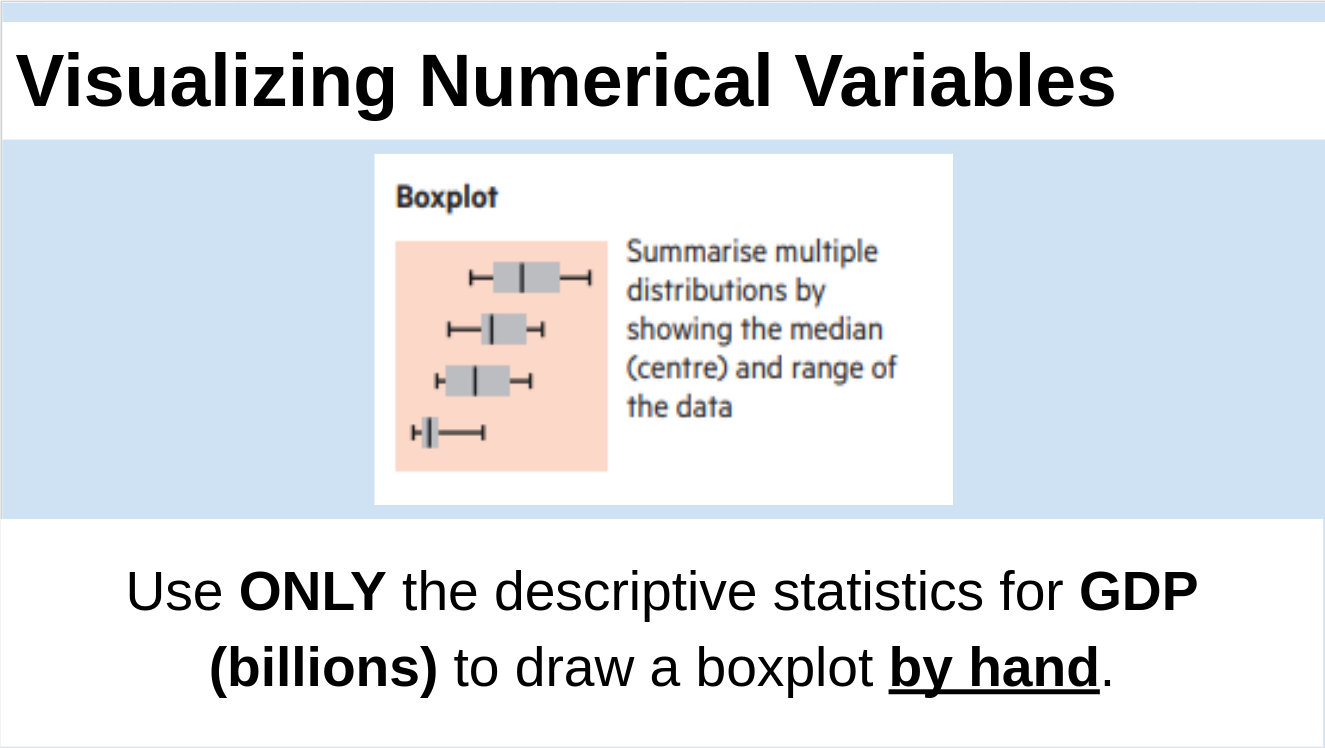 Visualizing Numerical Variables
Boxplot
Summarise multiple
distributions by
showing the median
(centre) and range of
the data
Use ONLY the descriptive statistics for GDP
(billions) to draw a boxplot by hand.